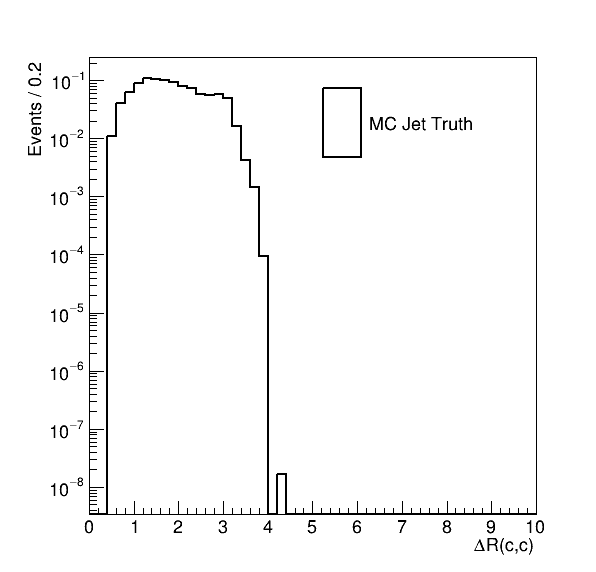 Events / 0.2
10⁻¹
10⁻²
10⁻³
10⁻⁴
10⁻⁵
10⁻⁶
10⁻⁷
10⁻⁸
MC Jet Truth
0 1 2 3 4 5 6 7 8 9 10
ΔR(c,c)